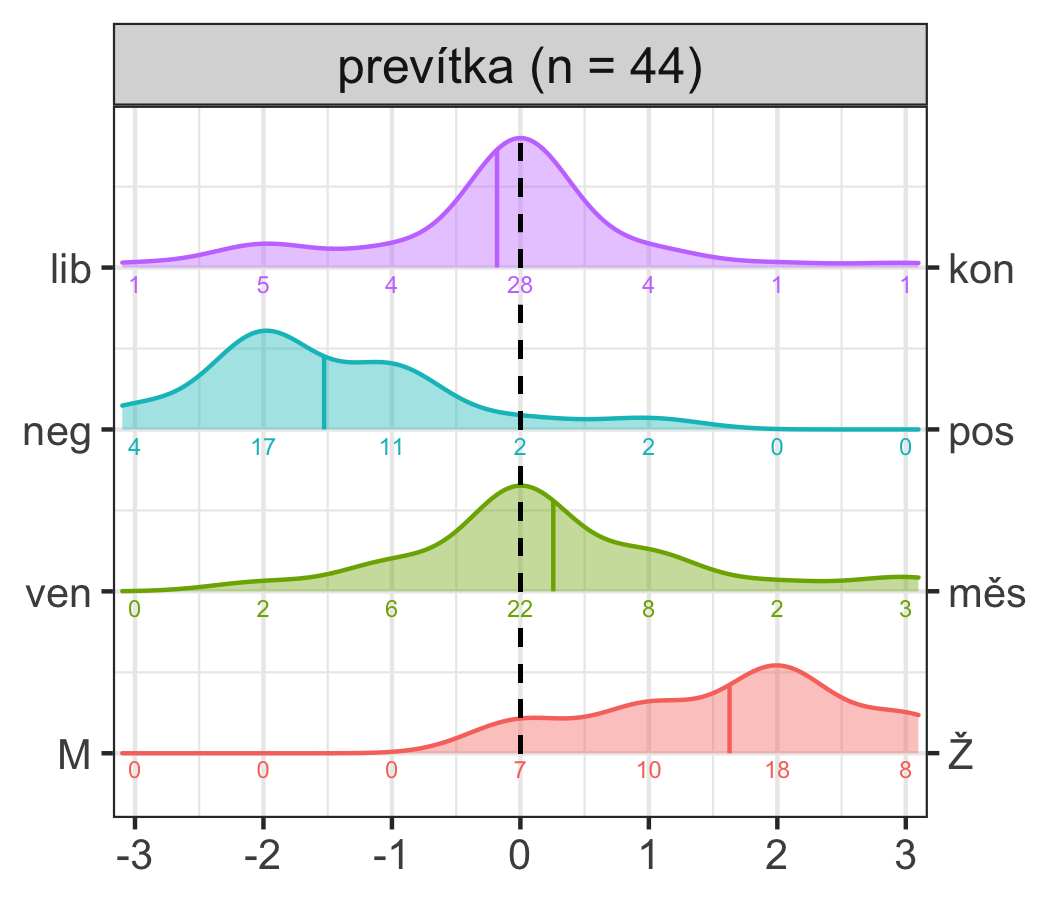 prevítka (n = 44)
lib kon
1 5 4 28 4 1 1
neg pos
4 17 11 2 2 0 0
ven měs
0 2 6 22 8 2 3
M Ž
0 0 0 7 10 18 8
-3 -2 -1 0 1 2 3